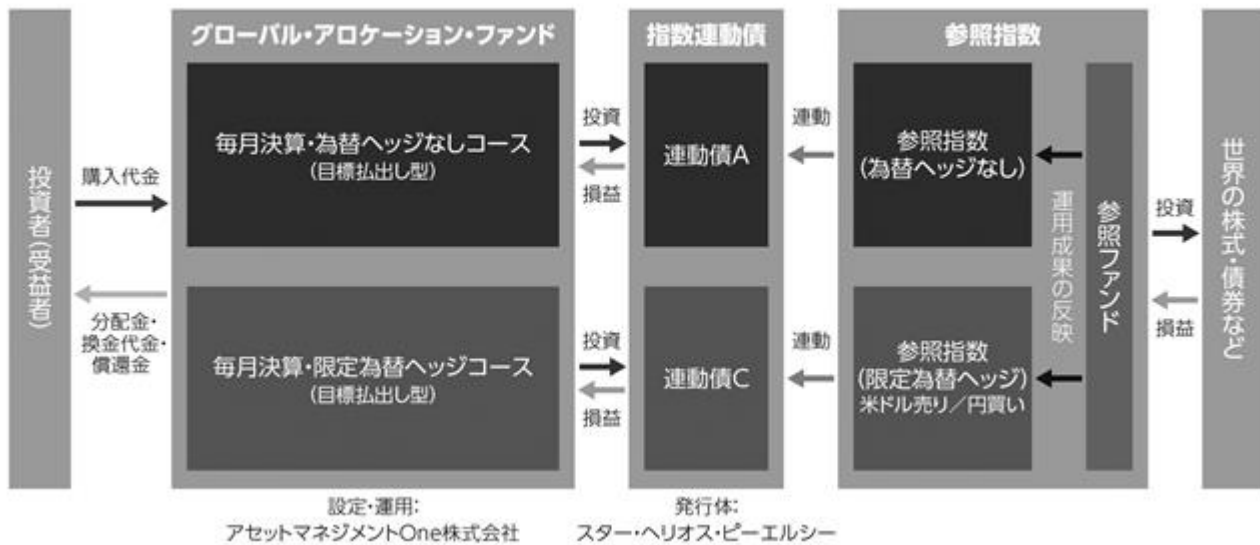 投資者(受益者)
購入代金
分配金・
換金代金・
償還金
グローバル・アロケーション・ファンド
毎月決算・為替ヘッジなしコース
(目標払出し型)
毎月決算・限定為替ヘッジコース
(目標払出し型)
設定・運用:
アセットマネジメントOne株式会社
投資
損益
投資
損益
指数連動債
連動債A
連動債C
発行体:
スター・ヘリオス・ピーエルシー
連動
連動
参照指数
参照指数
(為替ヘッジなし)
参照指数
(限定為替ヘッジ)
米ドル売り/円買い
運用成果の反映
参照ファンド
投資
損益
世界の株式・債券など